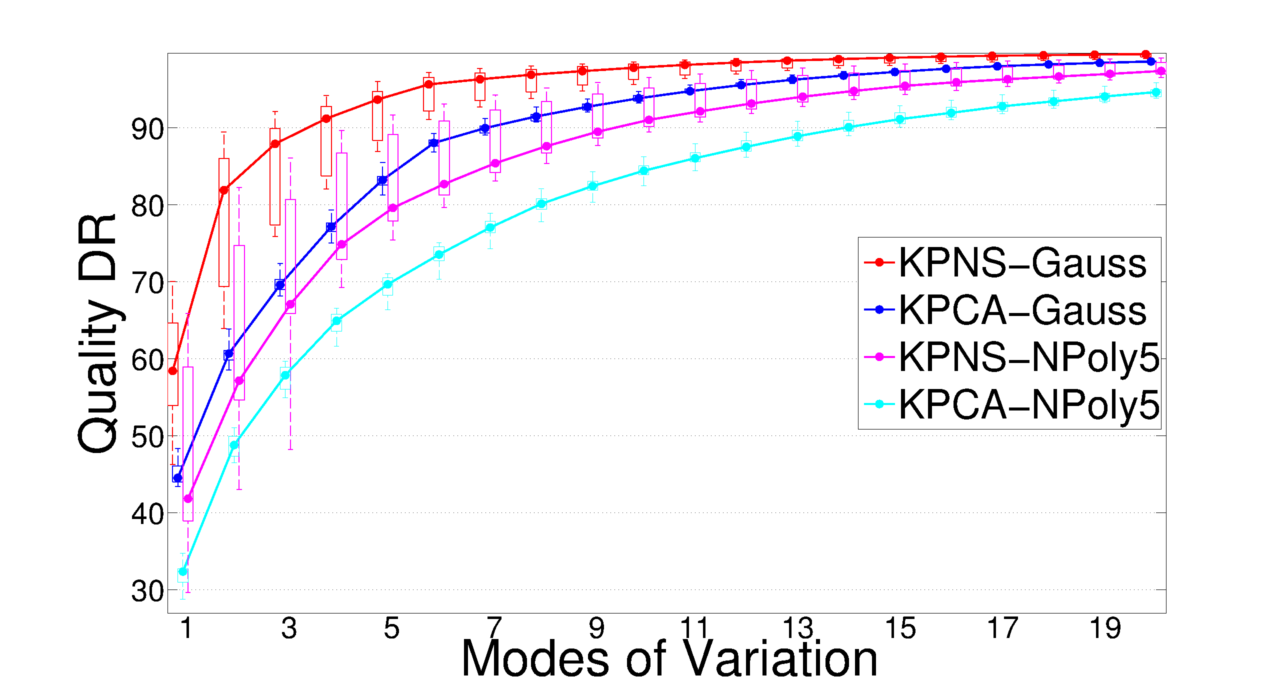 90
80
70
60
50
40
30
Quality DR
KPNS-Gauss
KPCA-Gauss
KPNS-NPoly5
KPCA-NPoly5
1 3 5 7 9 11 13 15 17 19
Modes of Variation